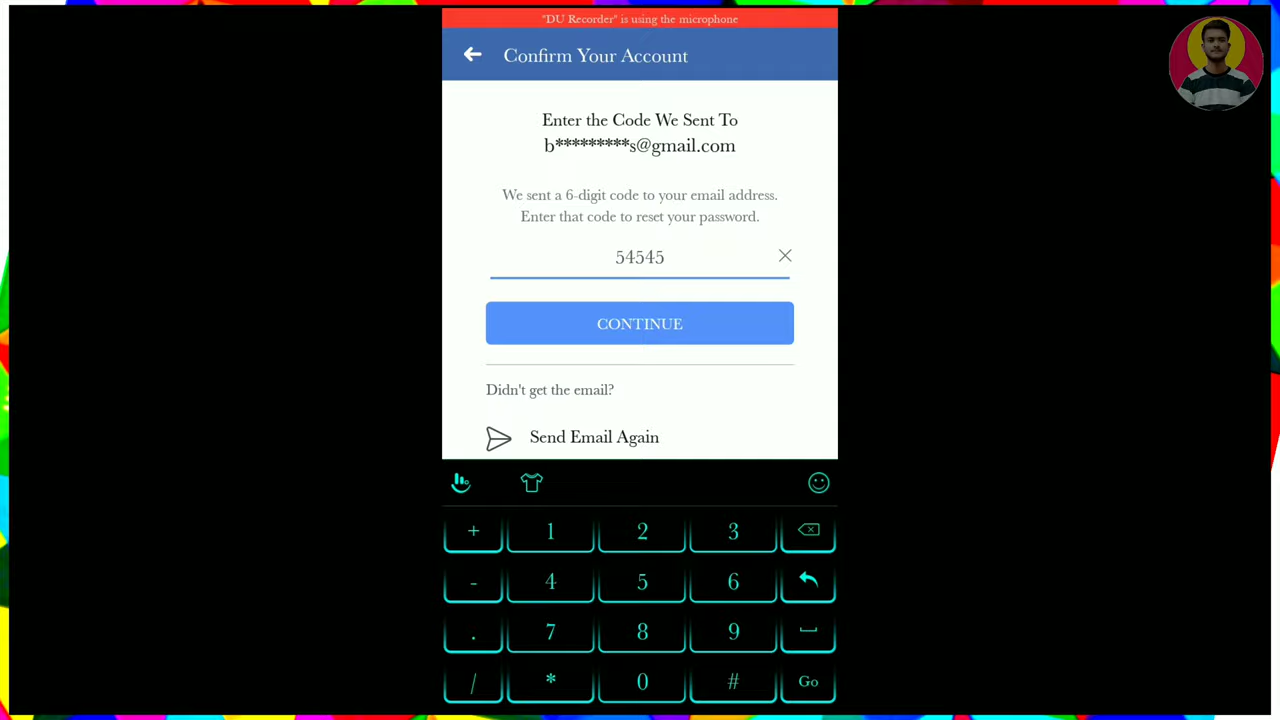 "DU Recorder" is using the microphone
Confirm Your Account
Enter the Code We Sent To
b*********s@gmail.com
We sent a 6-digit code to your email address.
Enter that code to reset your password.
54545
CONTINUE
Didn't get the email?
Send Email Again
+ 1 2 3
- 4 5 6
. 7 8 9
/ * 0 # Go